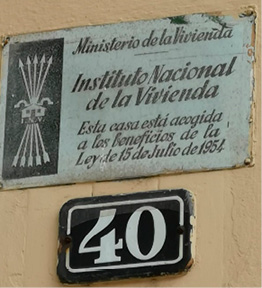 Ministerio de la Vivienda
Instituto Nacional
de la Vivienda
Esta casa está acogida
a los Beneficios de la
Ley de 15 de Julio de 1954
40